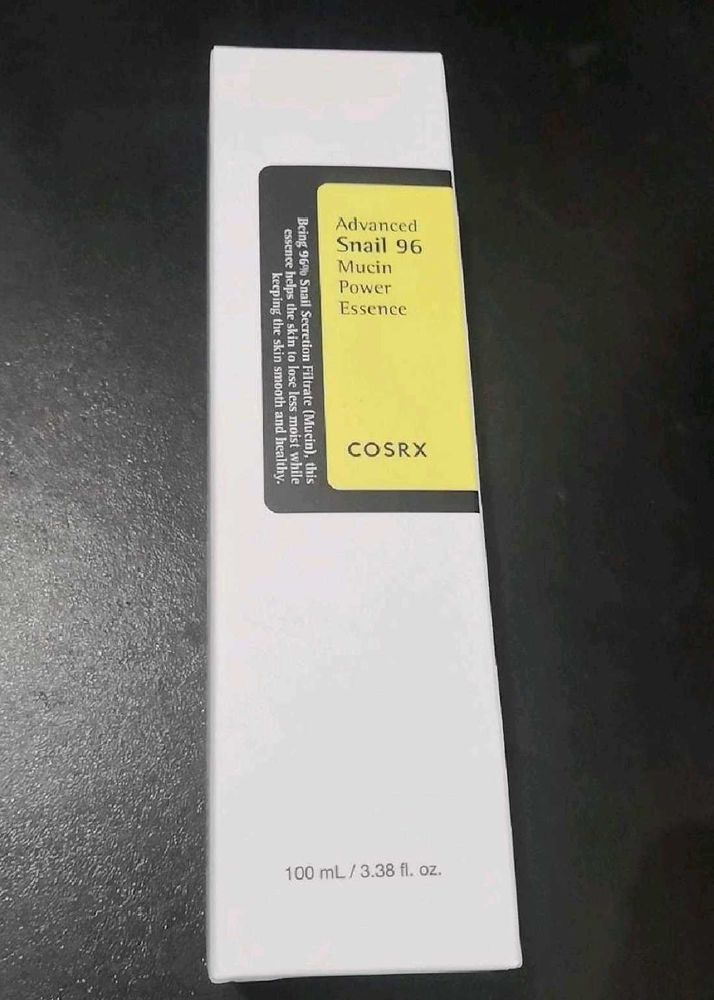 Advanced
Snail 96
Mucin
Power
Essence
COSRX
Being 96% Snail Secretion Filtrate (Mucin), this
essence helps the skin to lose less moist while
keeping the skin smooth and healthy.
100 mL / 3.38 fl. oz.